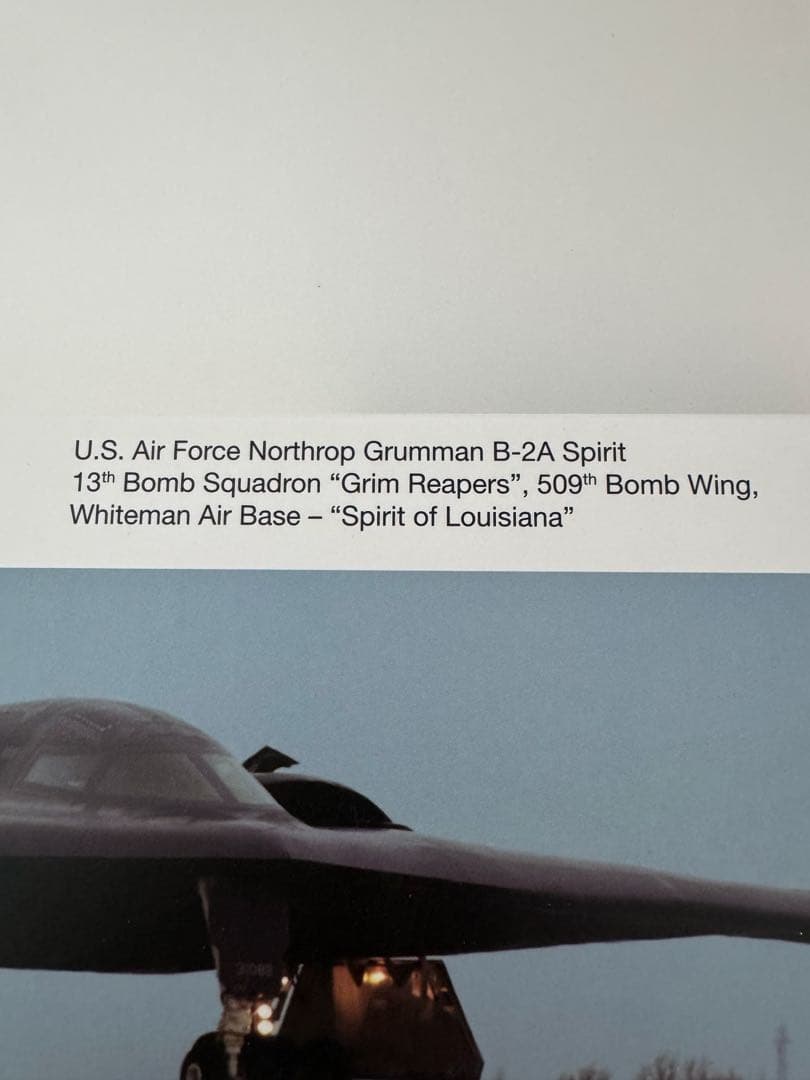 U.S. Air Force Northrop Grumman B-2A Spirit
13th Bomb Squadron “Grim Reapers”, 509th Bomb Wing,
Whiteman Air Base – “Spirit of Louisiana”